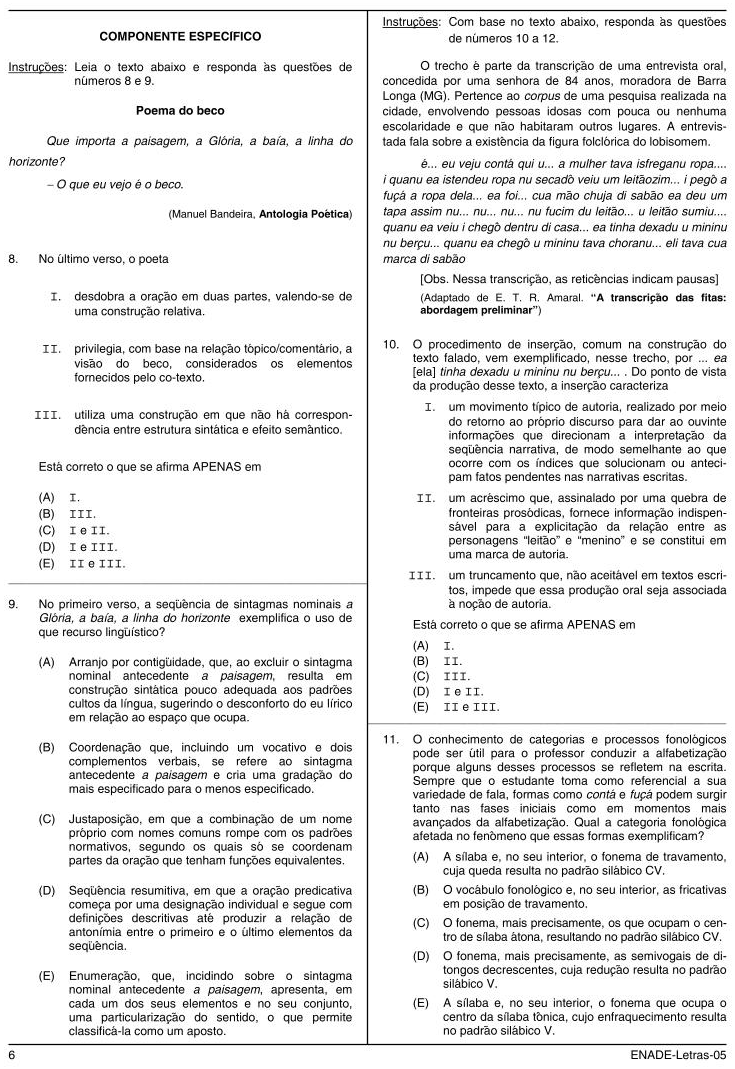 COMPONENTE ESPECÍFICO
Instruções: Leia o texto abaixo e responda às questões de
números 8 e 9.
Poema do beco
Que importa a paisagem, a Glória, a baía, a linha do
horizonte?
– O que eu vejo é o beco.
(Manuel Bandeira, Antologia Poética)
8. No último verso, o poeta
I. desdobra a oração em duas partes, valendo-se de
uma construção relativa.
II. privilegia, com base na relação tópico/comentário, a
visão do beco, considerados os elementos
fornecidos pelo co-texto.
III. utiliza uma construção em que não há correspon-
dência entre estrutura sintática e efeito semântico.
Está correto o que se afirma APENAS em
(A) I.
(B) III.
(C) I e II.
(D) I e III.
(E) II e III.
9. No primeiro verso, a seqüência de sintagmas nominais a
Glória, a baía, a linha do horizonte exemplifica o uso de
que recurso lingüístico?
(A) Arranjo por contigüidade, que, ao excluir o sintagma
nominal antecedente a paisagem, resulta em
construção sintática pouco adequada aos padrões
cultos da língua, sugerindo o desconforto do eu lírico
em relação ao espaço que ocupa.
(B) Coordenação que, incluindo um vocativo e dois
complementos verbais, se refere ao sintagma
antecedente a paisagem e cria uma gradação do
mais especificado para o menos especificado.
(C) Justaposição, em que a combinação de um nome
próprio com nomes comuns rompe com os padrões
normativos, segundo os quais só se coordenam
partes da oração que tenham funções equivalentes.
(D) Seqüência resumitiva, em que a oração predicativa
começa por uma designação individual e segue com
definições descritivas até produzir a relação de
antonímia entre o primeiro e o último elementos da
seqüência.
(E) Enumeração, que, incidindo sobre o sintagma
nominal antecedente a paisagem, apresenta, em
cada um dos seus elementos e no seu conjunto,
uma particularização do sentido, o que permite
classificá-la como um aposto.
Instruções: Com base no texto abaixo, responda às questões
de números 10 a 12.
O trecho é parte da transcrição de uma entrevista oral,
concedida por uma senhora de 84 anos, moradora de Barra
Longa (MG). Pertence ao corpus de uma pesquisa realizada na
cidade, envolvendo pessoas idosas com pouca ou nenhuma
escolaridade e que não habitaram outros lugares. A entrevis-
tada fala sobre a existência da figura folclórica do lobisomem.
é... eu veju contá qui u... a mulher tava isfreganu ropa....
i quanu ea istendeu ropa nu secadô veiu um leitãozim... i pegô a
fuçá a ropa dela... ea foi... cua mão chuja di sabão ea deu um
tapa assim nu... nu... nu... nu fucim du leitão... u leitão sumiu....
quanu ea veiu i chegô dentru di casa... ea tinha dexadu u mininu
nu berçu... quanu ea chegô u mininu tava choranu... eli tava cua
marca di sabão
[Obs. Nessa transcrição, as reticências indicam pausas]
(Adaptado de E. T. R. Amaral. “A transcrição das fitas:
abordagem preliminar”)
10. O procedimento de inserção, comum na construção do
texto falado, vem exemplificado, nesse trecho, por ... ea
[ela] tinha dexadu u mininu nu berçu... . Do ponto de vista
da produção desse texto, a inserção caracteriza
I. um movimento típico de autoria, realizado por meio
do retorno ao próprio discurso para dar ao ouvinte
informações que direcionam a interpretação da
seqüência narrativa, de modo semelhante ao que
ocorre com os índices que solucionam ou anteci-
pam fatos pendentes nas narrativas escritas.
II. um acréscimo que, assinalado por uma quebra de
fronteiras prosódicas, fornece informação indispen-
sável para a explicitação da relação entre as
personagens “leitão” e “menino” e se constitui em
uma marca de autoria.
III. um truncamento que, não aceitável em textos escri-
tos, impede que essa produção oral seja associada
à noção de autoria.
Está correto o que se afirma APENAS em
(A) I.
(B) II.
(C) III.
(D) I e II.
(E) II e III.
11. O conhecimento de categorias e processos fonológicos
pode ser útil para o professor conduzir a alfabetização
porque alguns desses processos se refletem na escrita.
Sempre que o estudante toma como referencial a sua
variedade de fala, formas como contá e fuçá podem surgir
tanto nas fases iniciais como em momentos mais
avançados da alfabetização. Qual a categoria fonológica
afetada no fenômeno que essas formas exemplificam?
(A) A sílaba e, no seu interior, o fonema de travamento,
cuja queda resulta no padrão silábico CV.
(B) O vocábulo fonológico e, no seu interior, as fricativas
em posição de travamento.
(C) O fonema, mais precisamente, os que ocupam o cen-
tro de sílaba átona, resultando no padrão silábico CV.
(D) O fonema, mais precisamente, as semivogais de di-
tongos decrescentes, cuja redução resulta no padrão
silábico V.
(E) A sílaba e, no seu interior, o fonema que ocupa o
centro da sílaba tônica, cujo enfraquecimento resulta
no padrão silábico V.
6
ENADE-Letras-05